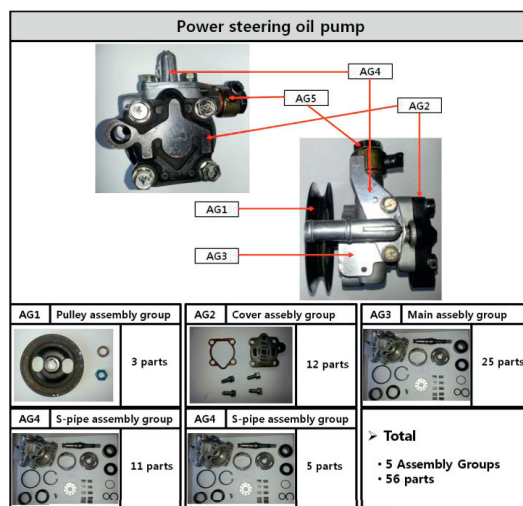 Power steering oil pump
AG4
AG5
AG2
AG1
AG3
AG1 Pulley assembly group
3 parts
AG2 Cover assebly group
12 parts
AG3 Main assebly group
25 parts
AG4 S-pipe assembly group
11 parts
AG4 S-pipe assembly group
5 parts
➢ Total
• 5 Assembly Groups
• 56 parts